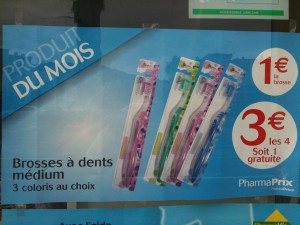 PRODUIT
DU MOIS
1€
la
brosse
3€
les 4
Soit 1
gratuite
Brosses à dents
médium
3 coloris au choix
PharmaPrix